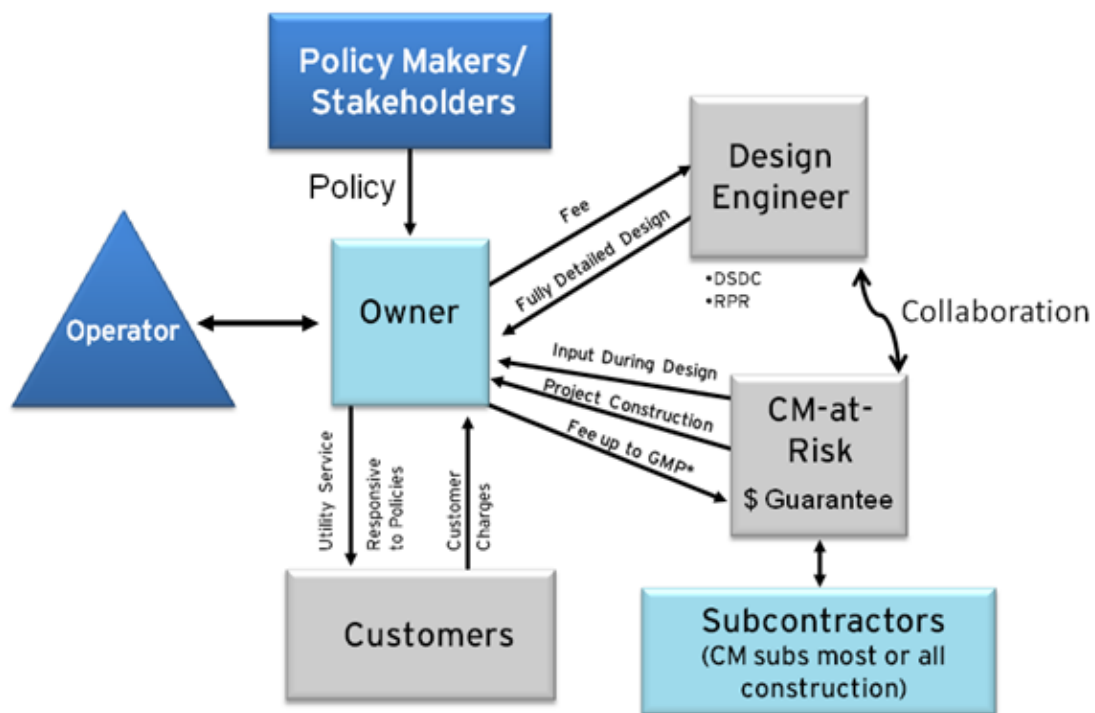 Policy Makers/
Stakeholders
Policy
Design
Engineer
•DSDC
•RPR
Fee
Fully Detailed Design
Owner
Operator
Collaboration
Input During Design
Project Construction
Fee up to GMP*
CM-at-
Risk
$ Guarantee
Utility Service
Responsive
to Policies
Customer
Charges
Customers
Subcontractors
(CM subs most or all
construction)